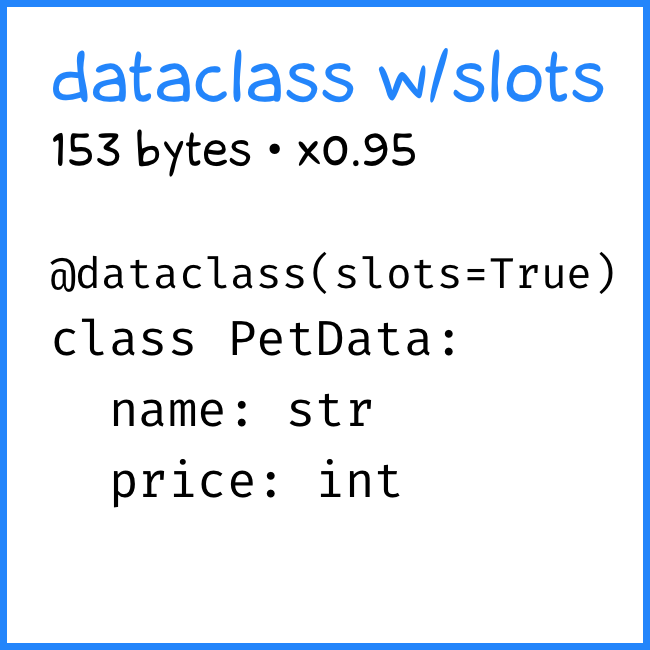 dataclass w/slots
153 bytes • x0.95
@dataclass(slots=True)
class PetData:
  name: str
  price: int